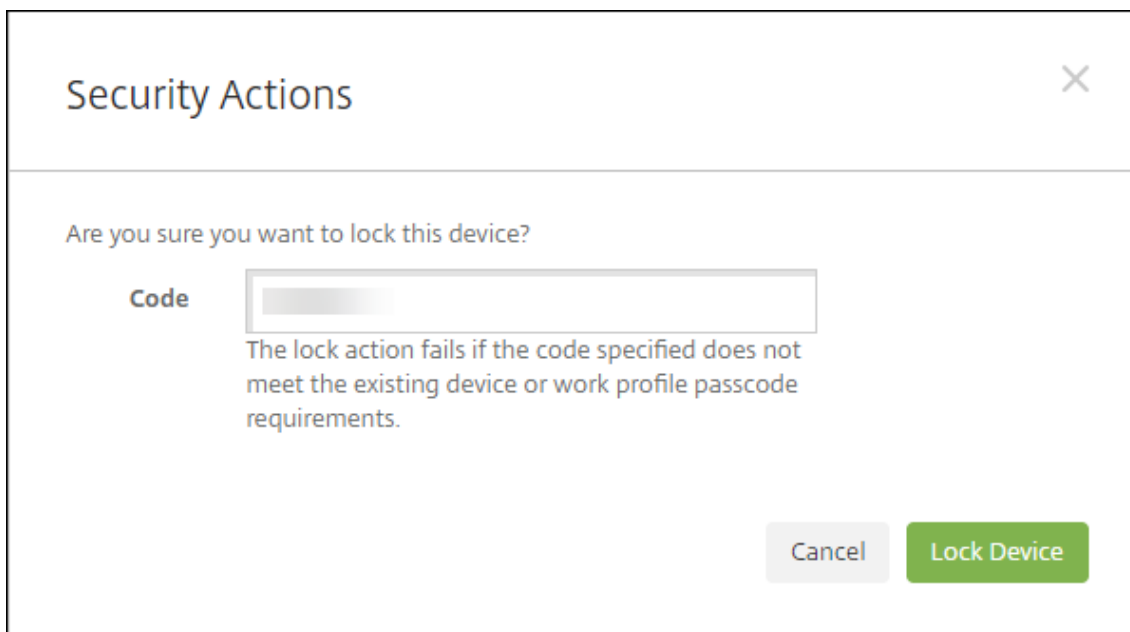 Security Actions
Are you sure you want to lock this device?
Code
The lock action fails if the code specified does not
meet the existing device or work profile passcode
requirements.
Cancel
Lock Device